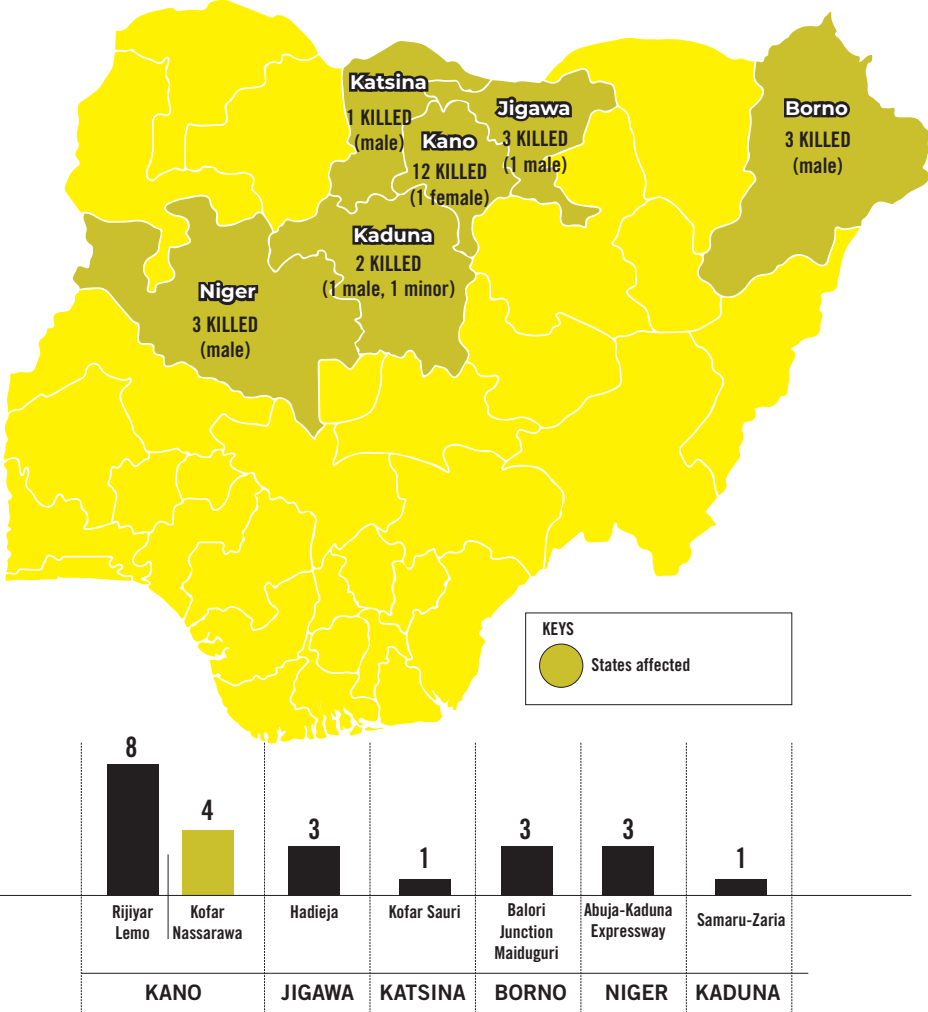 Katsina
1 KILLED
(male)
Kano
12 KILLED
(1 female)
Jigawa
3 KILLED
(1 male)
Borno
3 KILLED
(male)
Kaduna
2 KILLED
(1 male, 1 minor)
Niger
3 KILLED
(male)
KEYS
States affected
8
4
3
1
3
3
1
Rijiyar
Lemo
Kofar
Nassarawa
Hadieja
Kofar Sauri
Balori
Junction
Maiduguri
Abuja-Kaduna
Expressway
Samaru-Zaria
KANO
JIGAWA
KATSINA
BORNO
NIGER
KADUNA